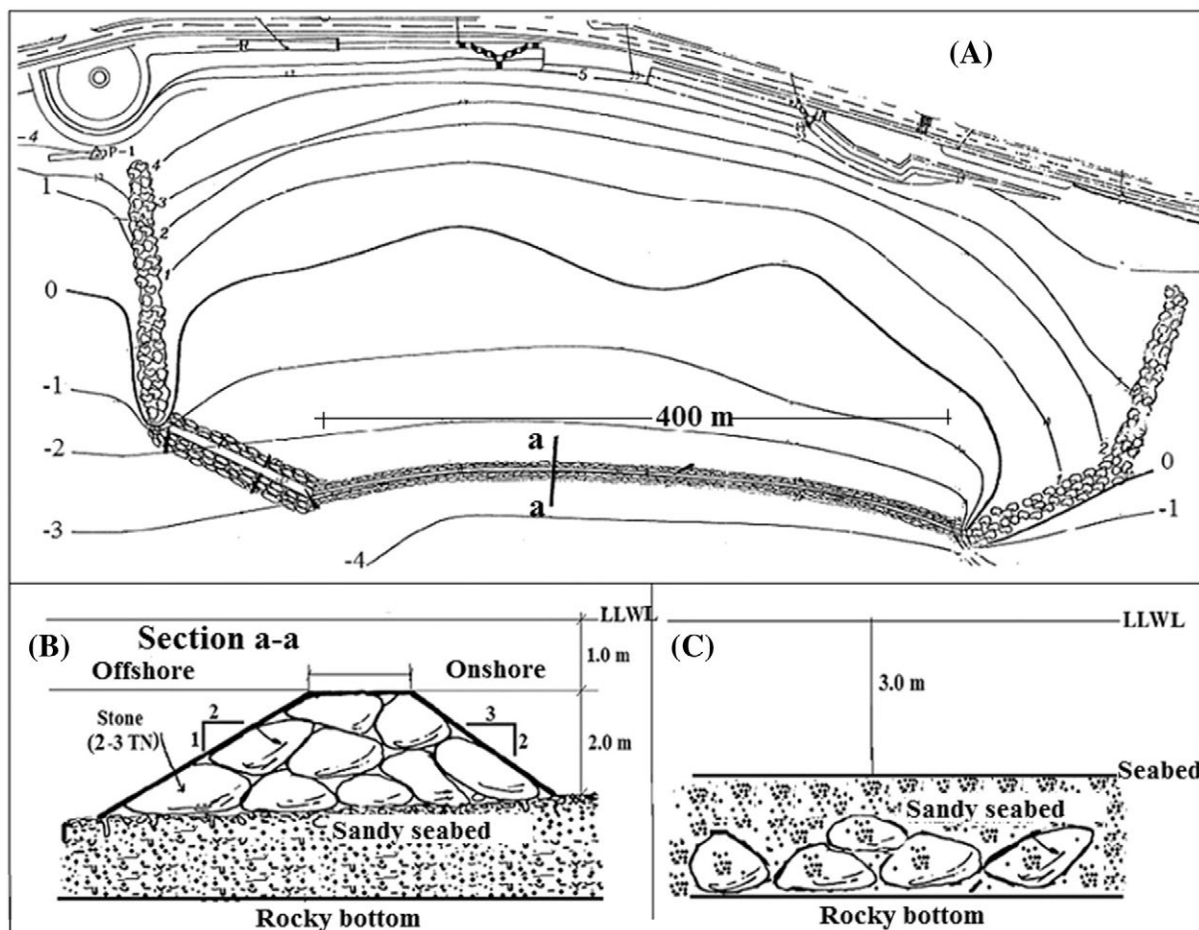 (A)
5
-4
P-1
4
1
3
2
1
0
-1
400 m
-2
a
2
0
a
-1
-3
-4
LLWL
LLWL
(B)
Section a-a
(C)
1.0 m
Offshore
Onshore
3.0 m
2
3
Stone
1
2
(2-3 TN)
2.0 m
Seabed
Sandy seabed
Sandy seabed
Rocky bottom
Rocky bottom